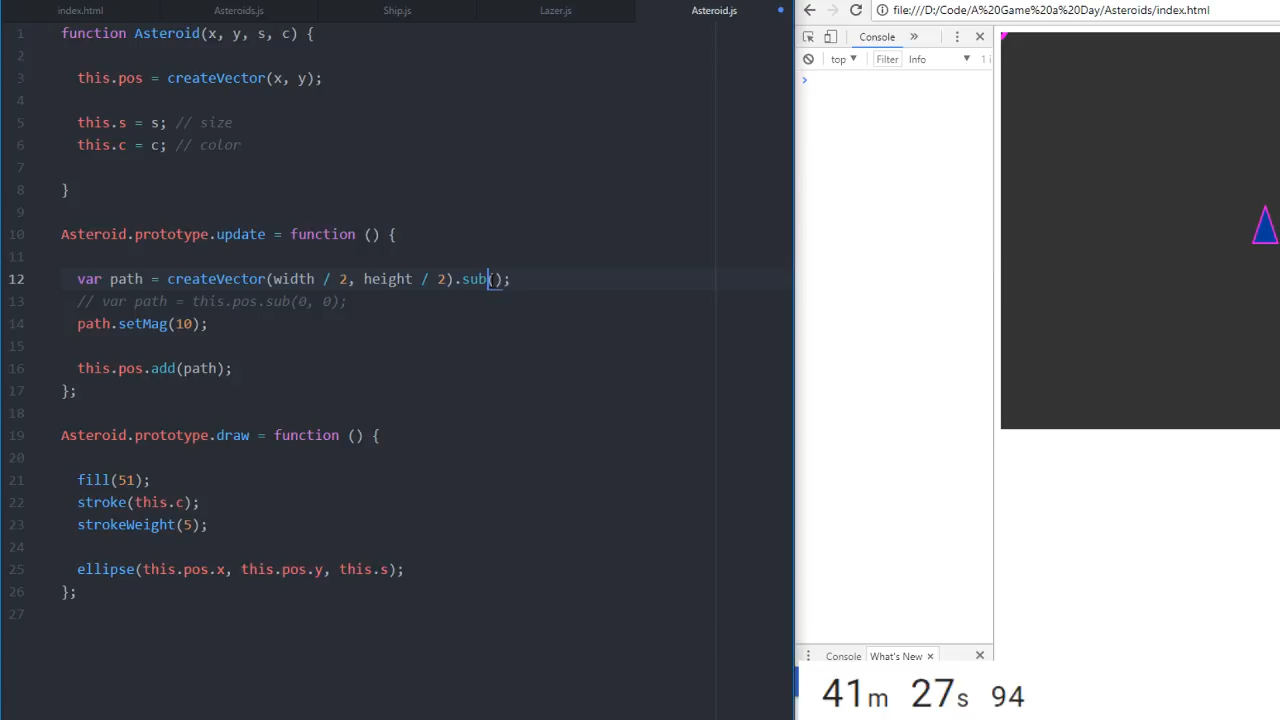 index.html
Asteroids.js
Ship.js
Lazer.js
Asteroid.js
file:///D:/Code/A%20Game%20a%20Day/Asteroids/index.html
Console
top
Filter
Info
1 i
1 function Asteroid(x, y, s, c) {
2
3 this.pos = createVector(x, y);
4
5 this.s = s; // size
6 this.c = c; // color
7
8 }
9
10 Asteroid.prototype.update = function () {
11
12 var path = createVector(width / 2, height / 2).sub();
13 // var path = this.pos.sub(0, 0);
14 path.setMag(10);
15
16 this.pos.add(path);
17 };
18
19 Asteroid.prototype.draw = function () {
20
21 fill(51);
22 stroke(this.c);
23 strokeWeight(5);
24
25 ellipse(this.pos.x, this.pos.y, this.s);
26 };
27
Console
What's New
41m 27s 94